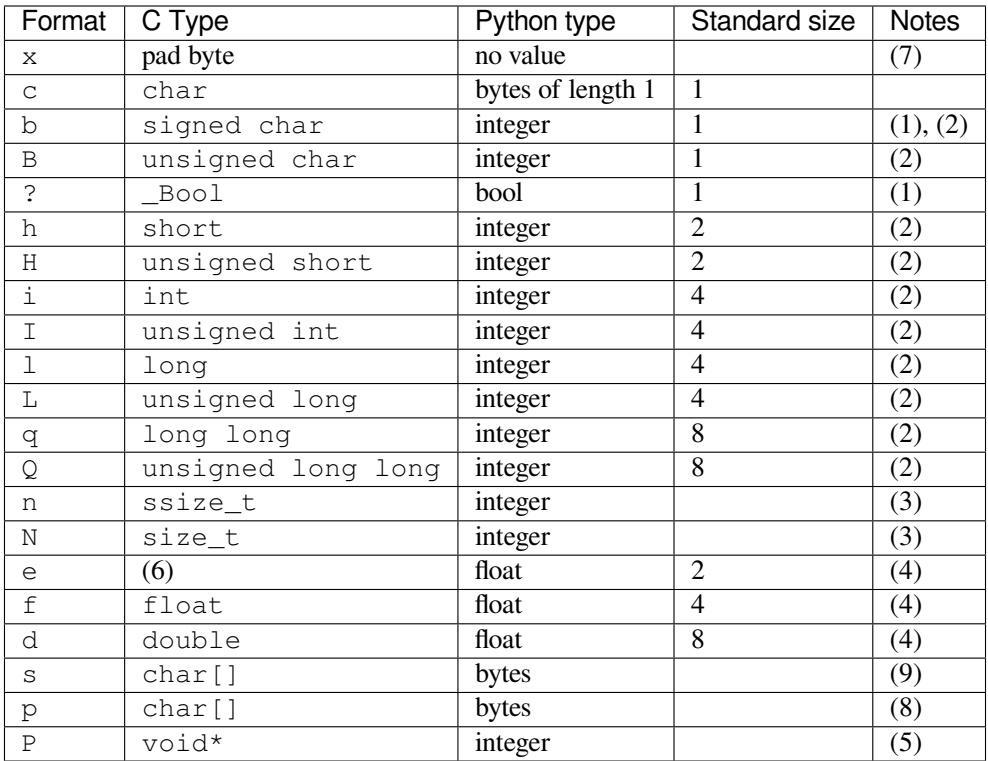 Format C Type Python type Standard size Notes
x pad byte no value (7)
c char bytes of length 1 1
b signed char integer 1 (1), (2)
B unsigned char integer 1 (2)
? _Bool bool 1 (1)
h short integer 2 (2)
H unsigned short integer 2 (2)
i int integer 4 (2)
I unsigned int integer 4 (2)
l long integer 4 (2)
L unsigned long integer 4 (2)
q long long integer 8 (2)
Q unsigned long long integer 8 (2)
n ssize_t integer (3)
N size_t integer (3)
e (6) float 2 (4)
f float float 4 (4)
d double float 8 (4)
s char[] bytes (9)
p char[] bytes (8)
P void* integer (5)